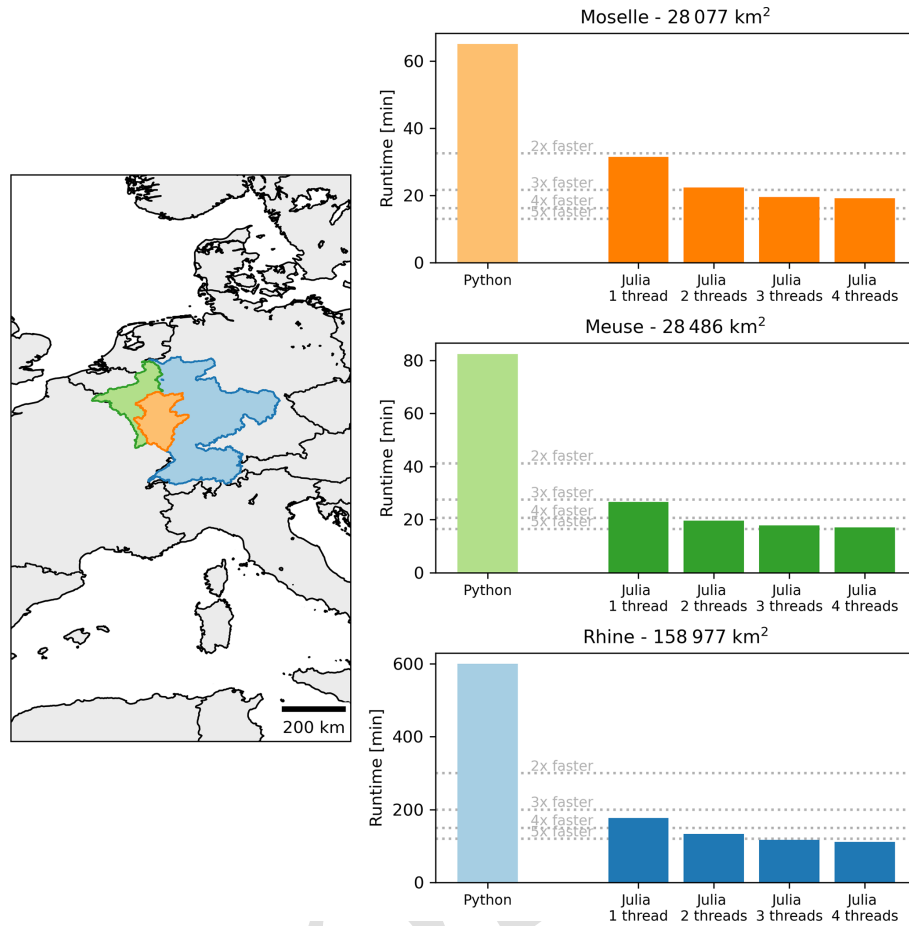 200 km
Moselle - 28 077 km²
Runtime [min]
60
40
20
0
2x faster
3x faster
4x faster
5x faster
Python
Julia
1 thread
Julia
2 threads
Julia
3 threads
Julia
4 threads
Meuse - 28 486 km²
Runtime [min]
80
60
40
20
0
2x faster
3x faster
4x faster
5x faster
Python
Julia
1 thread
Julia
2 threads
Julia
3 threads
Julia
4 threads
Rhine - 158 977 km²
Runtime [min]
600
400
200
0
2x faster
3x faster
4x faster
5x faster
Python
Julia
1 thread
Julia
2 threads
Julia
3 threads
Julia
4 threads